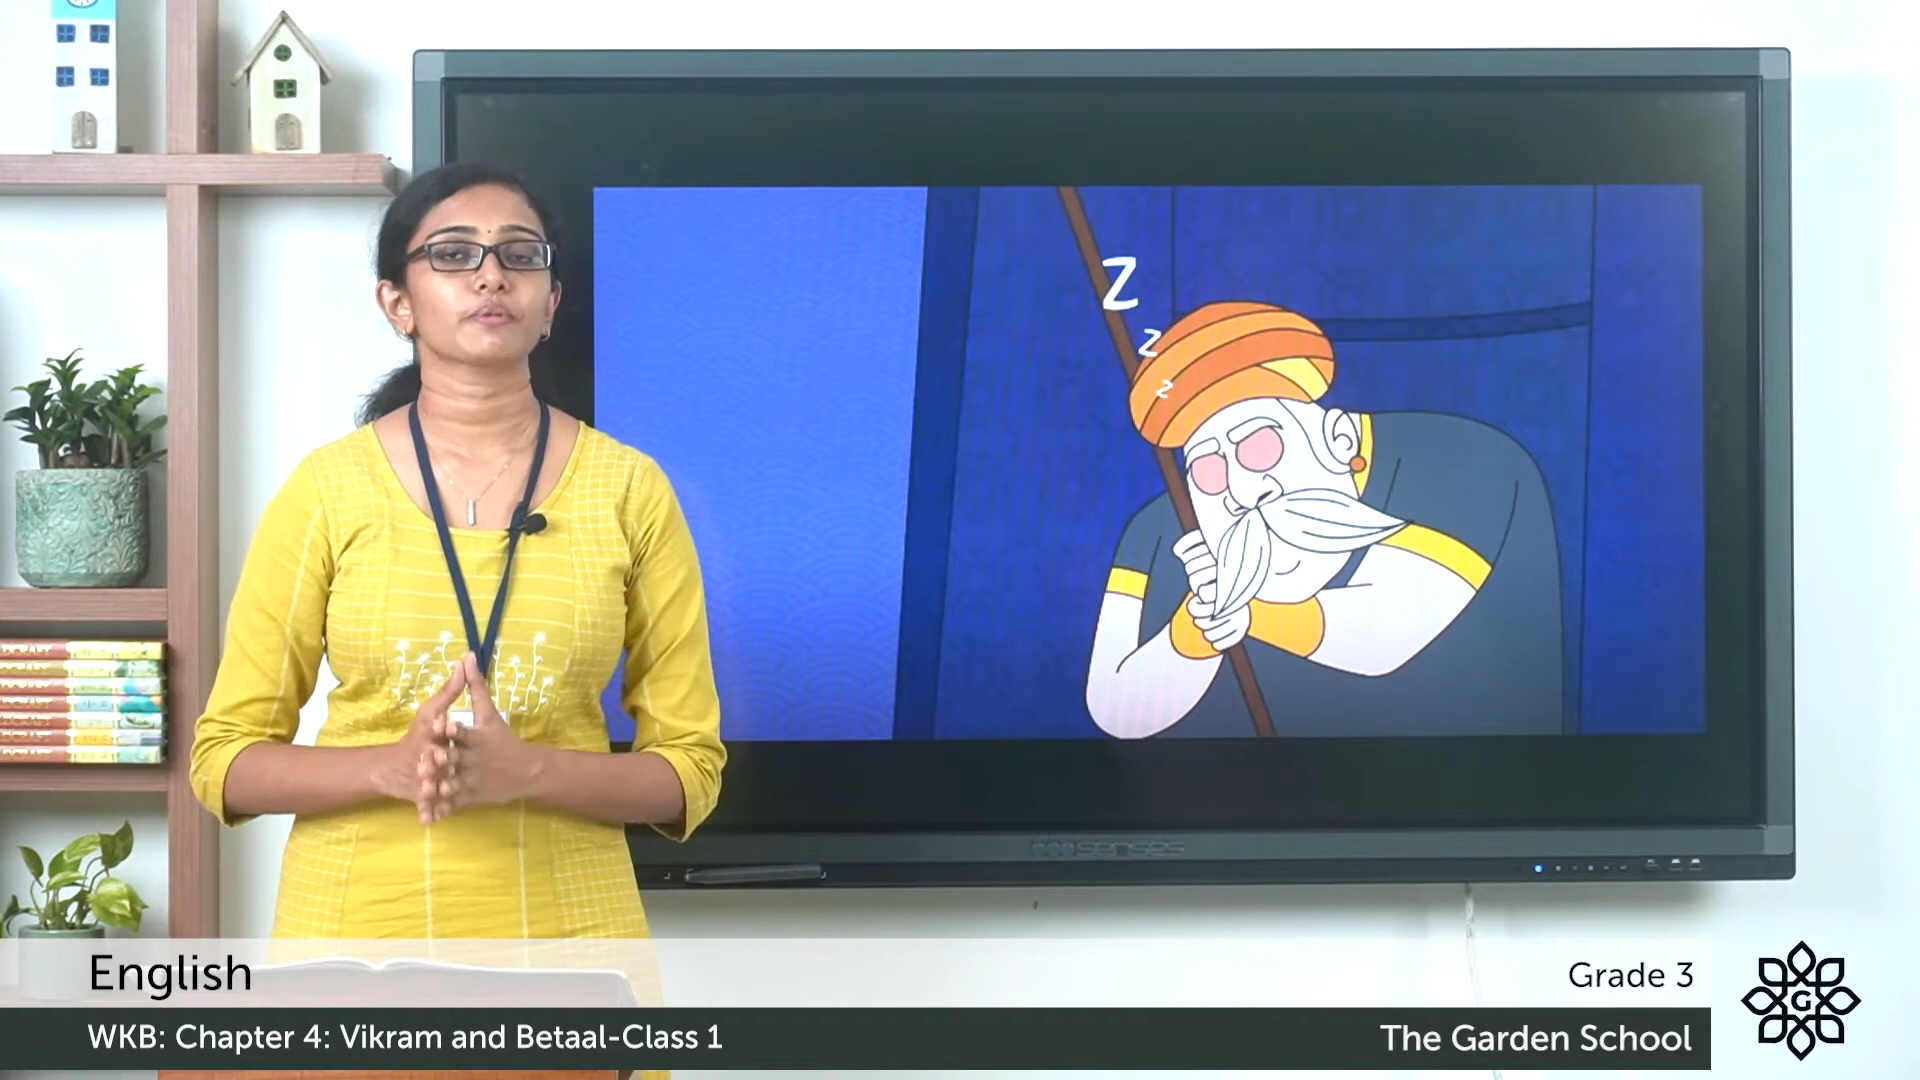 Z
z
z
English
Grade 3
WKB: Chapter 4: Vikram and Betaal-Class 1
The Garden School
G